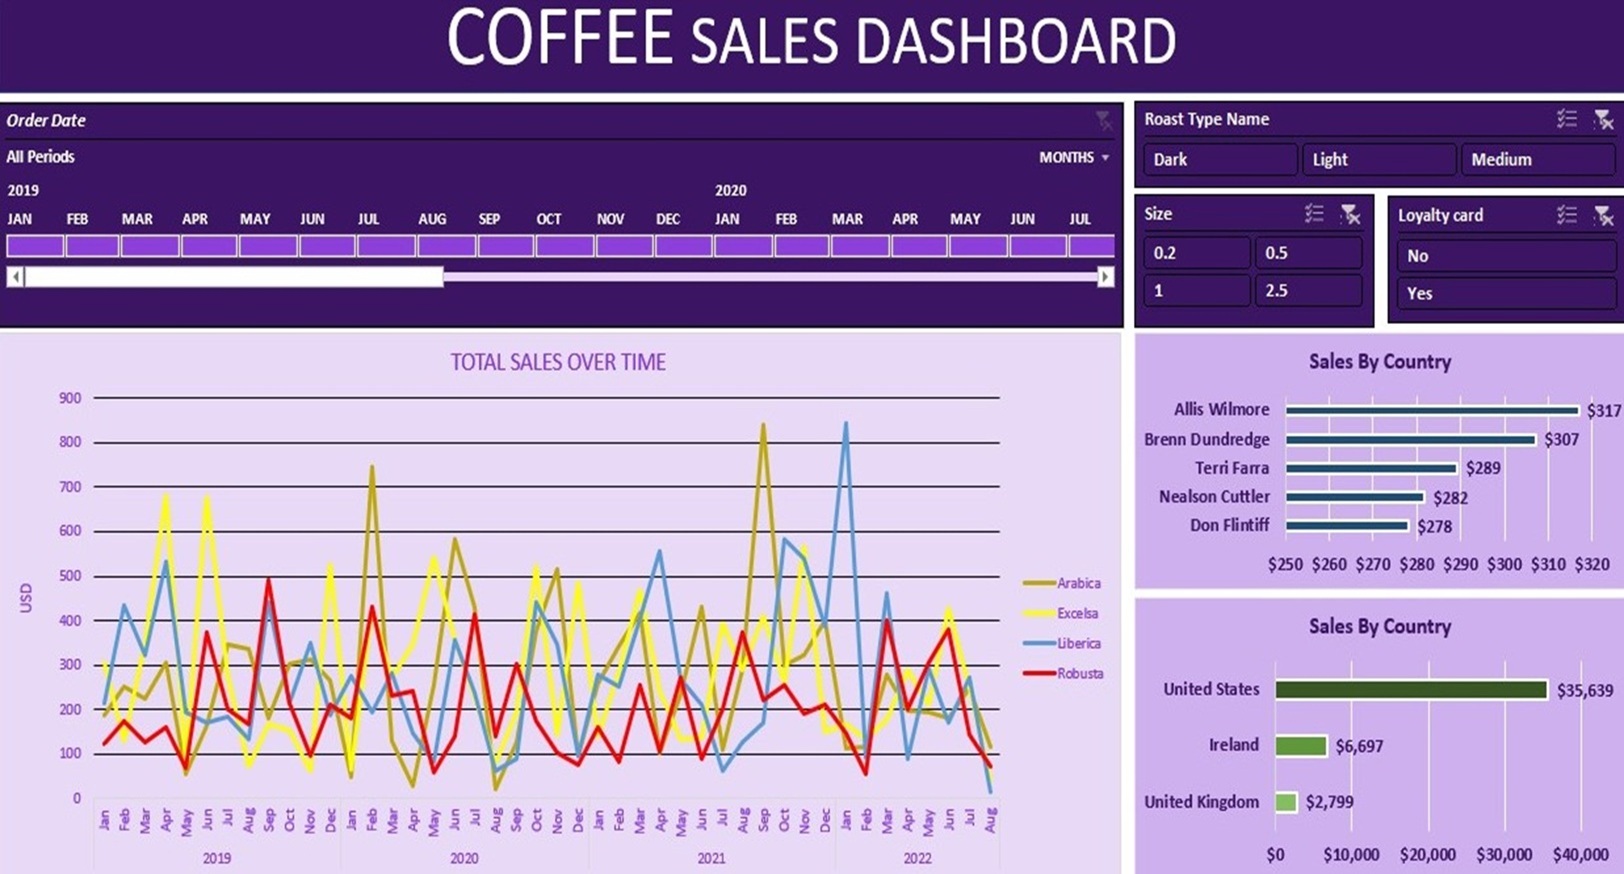 COFFEE SALES DASHBOARD
Order Date
All Periods
MONTHS
2019 2020
JAN FEB MAR APR MAY JUN JUL AUG SEP OCT NOV DEC JAN FEB MAR APR MAY JUN JUL
Roast Type Name
Dark Light Medium
Size
0.2 0.5
1 2.5
Loyalty card
No
Yes
TOTAL SALES OVER TIME
900
800
700
600
500
400
300
200
100
0
USD
Jan Feb Mar Apr May Jun Jul Aug Sep Oct Nov Dec Jan Feb Mar Apr May Jun Jul Aug Sep Oct Nov Dec Jan Feb Mar Apr May Jun Jul Aug Sep Oct Nov Dec Jan Feb Mar Apr May Jun Jul Aug
2019 2020 2021 2022
Arabica
Excelsa
Liberica
Robusta
Sales By Country
Allis Wilmore $317
Brenn Dundredge $307
Terri Farra $289
Nealson Cuttler $282
Don Flintiff $278
$250 $260 $270 $280 $290 $300 $310 $320
Sales By Country
United States $35,639
Ireland $6,697
United Kingdom $2,799
$0 $10,000 $20,000 $30,000 $40,000